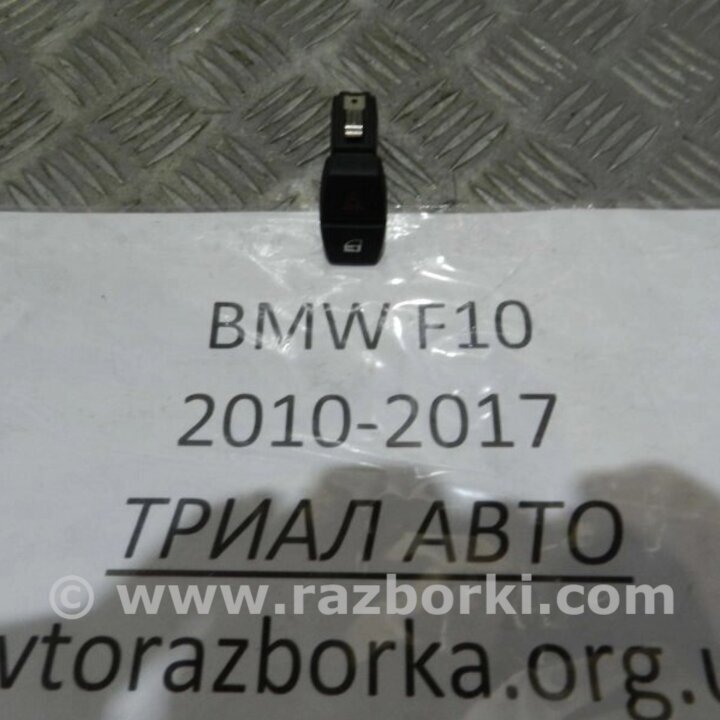 BMW F10
2010-2017
ТРИАЛ АВТО
© www.razborki.com
vtorazborka.org.u